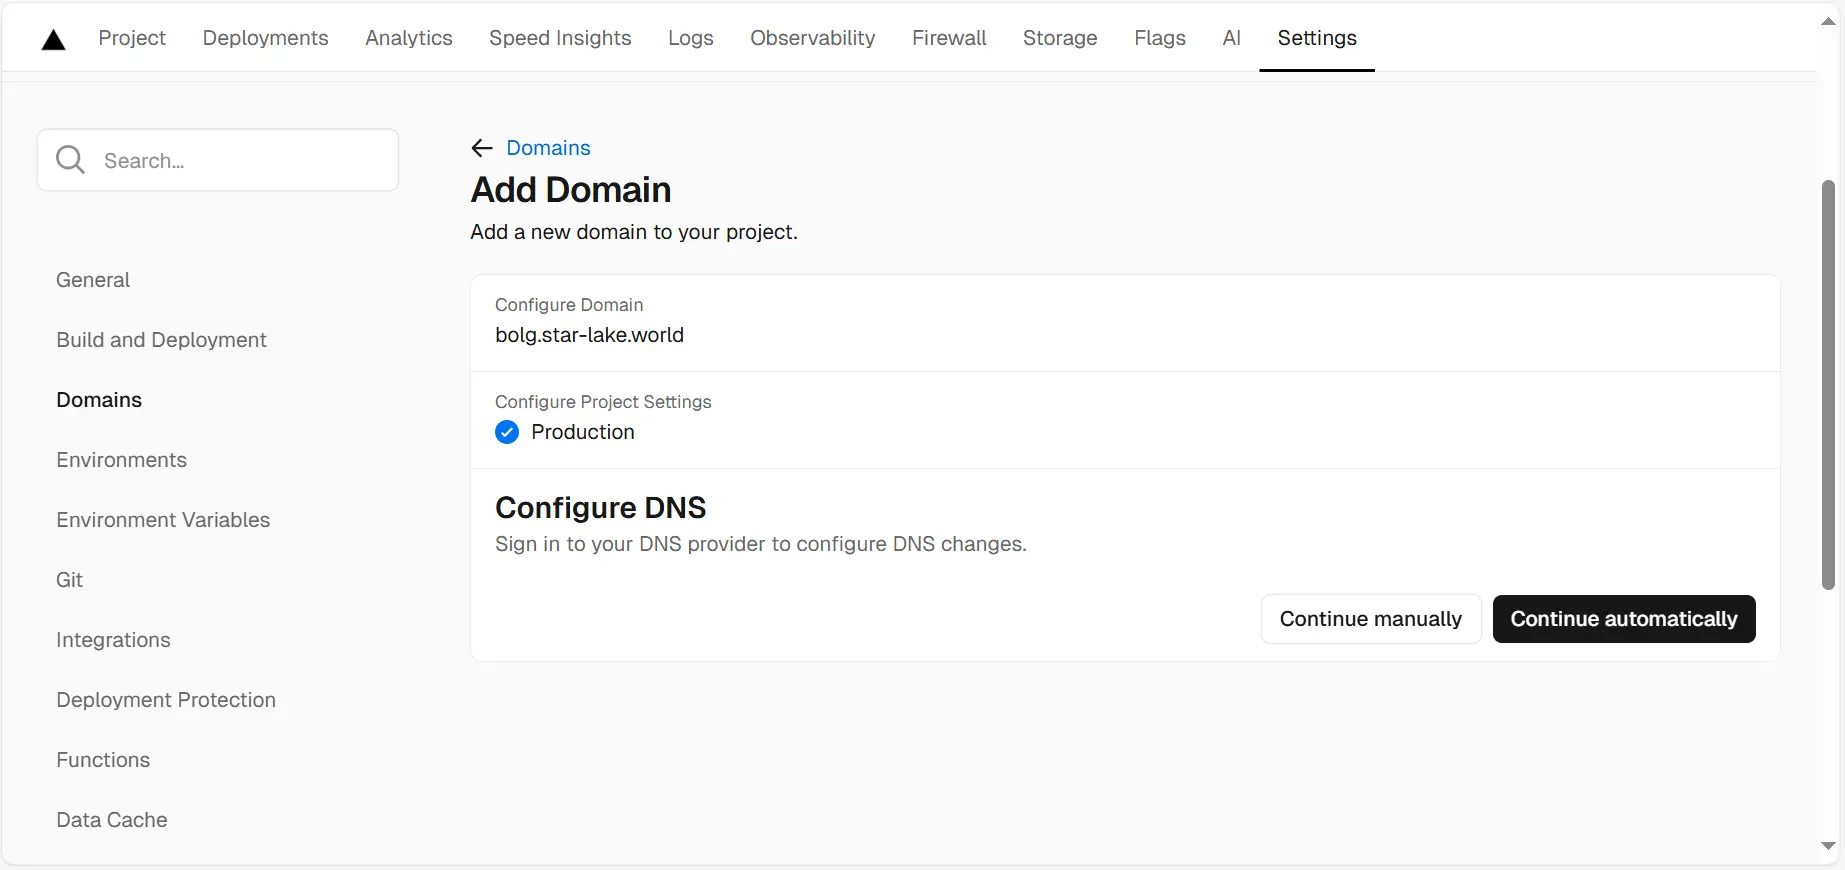 Project Deployments Analytics Speed Insights Logs Observability Firewall Storage Flags AI Settings
Search...
General
Build and Deployment
Domains
Environments
Environment Variables
Git
Integrations
Deployment Protection
Functions
Data Cache
Domains
Add Domain
Add a new domain to your project.
Configure Domain
bolg.star-lake.world
Configure Project Settings
Production
Configure DNS
Sign in to your DNS provider to configure DNS changes.
Continue manually Continue automatically